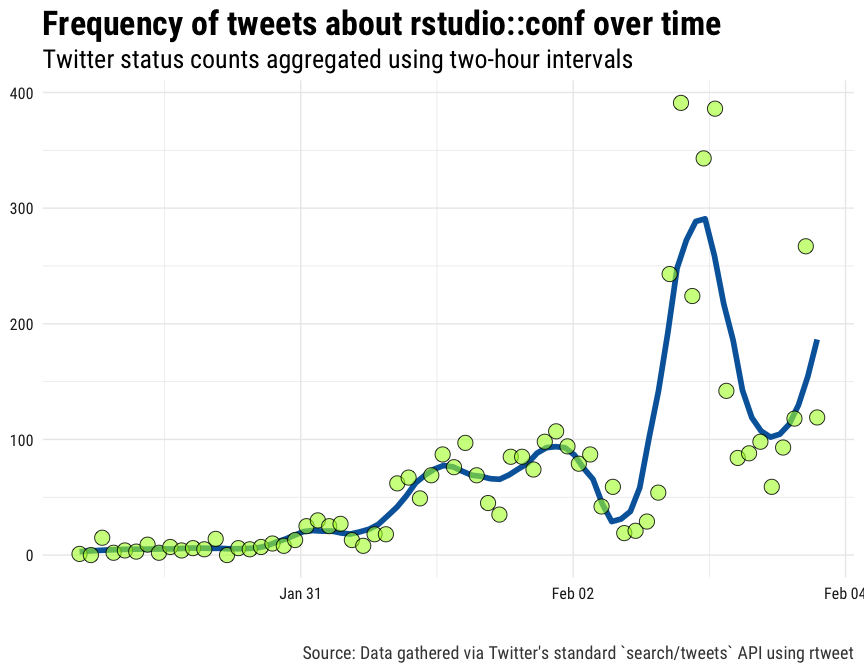 Frequency of tweets about rstudio::conf over time
Twitter status counts aggregated using two-hour intervals
400
300
200
100
0
Jan 31 Feb 02 Feb 04
Source: Data gathered via Twitter's standard `search/tweets` API using rtweet